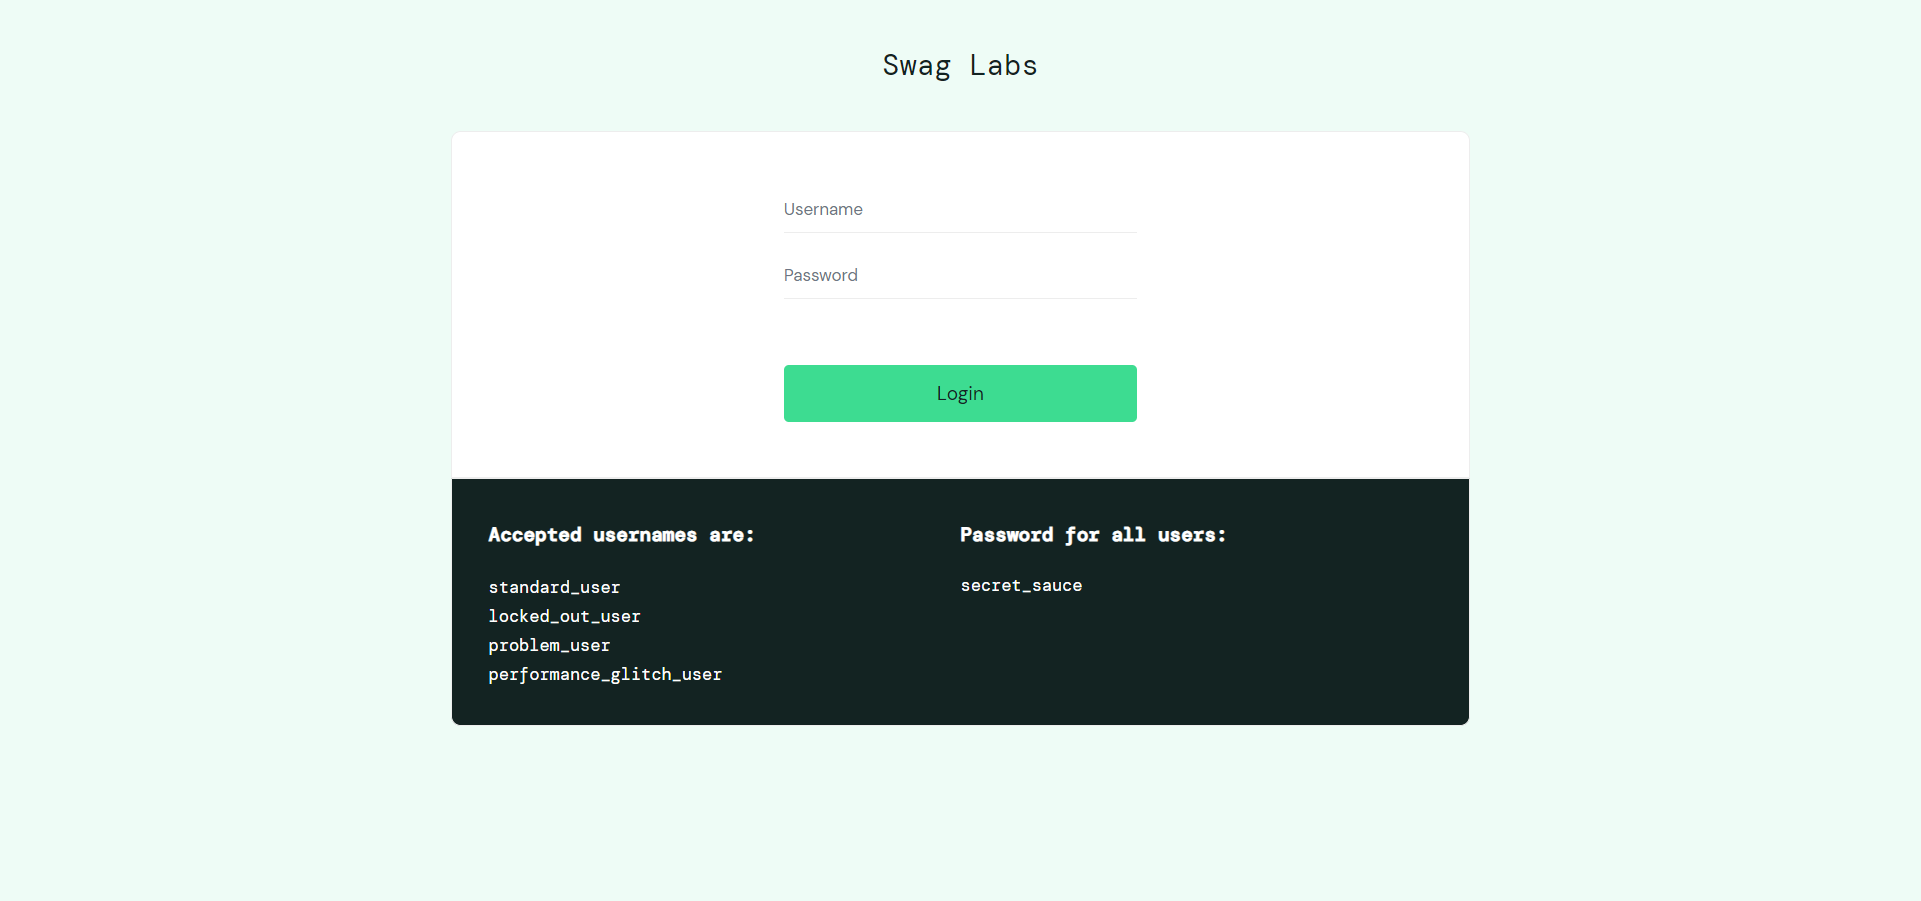 Swag Labs
Username
Password
Login
Accepted usernames are:
standard_user
locked_out_user
problem_user
performance_glitch_user
Password for all users:
secret_sauce